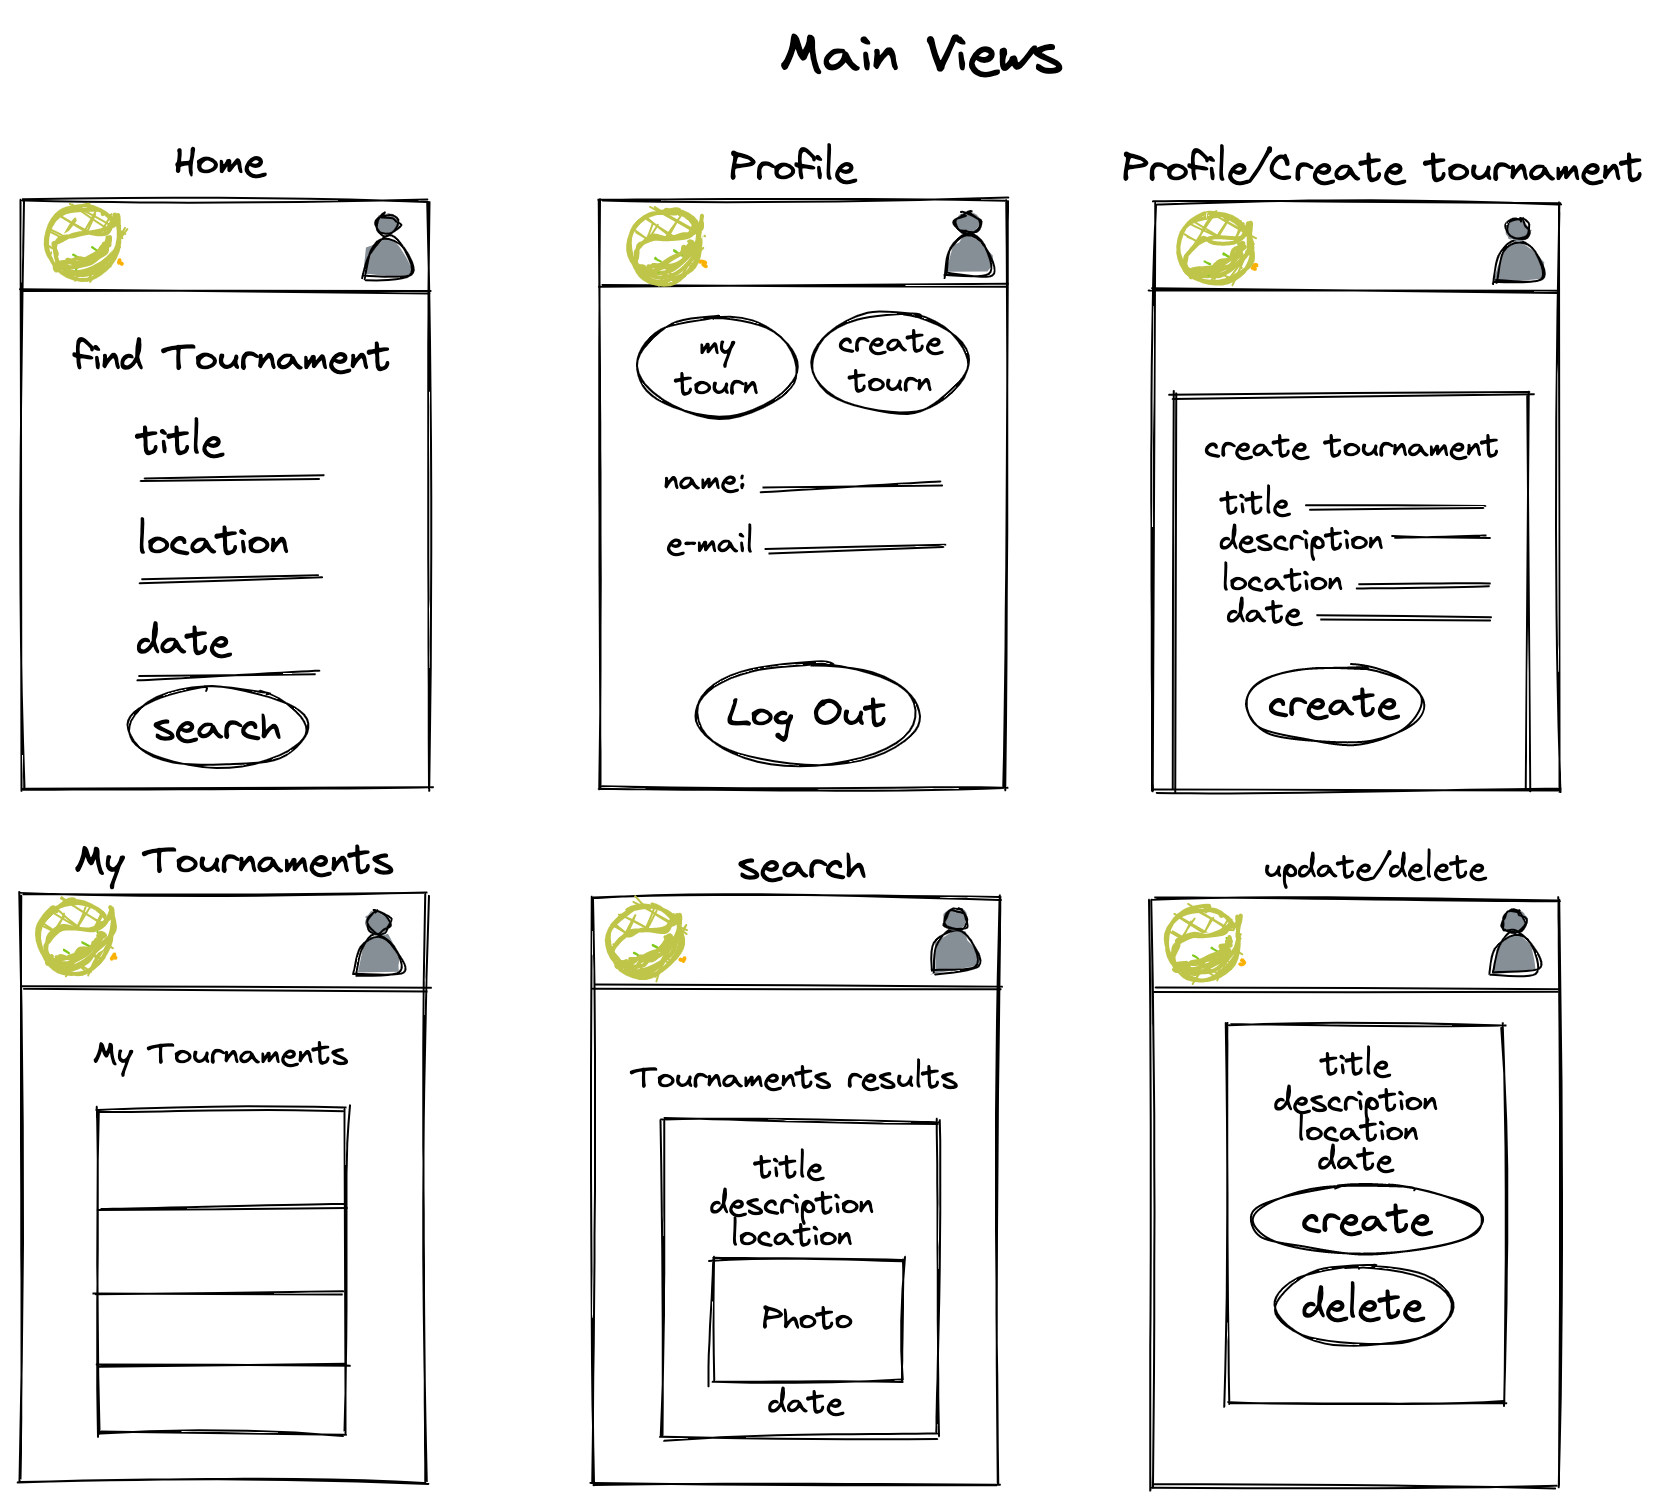 Main Views
Home
find Tournament
title
location
date
search
Profile
my
tourn
create
tourn
name:
e-mail
Log Out
Profile/Create tournament
create tournament
title
description
location
date
create
My Tournaments
My Tournaments
search
Tournaments results
title
description
location
Photo
date
update/delete
title
description
location
date
create
delete